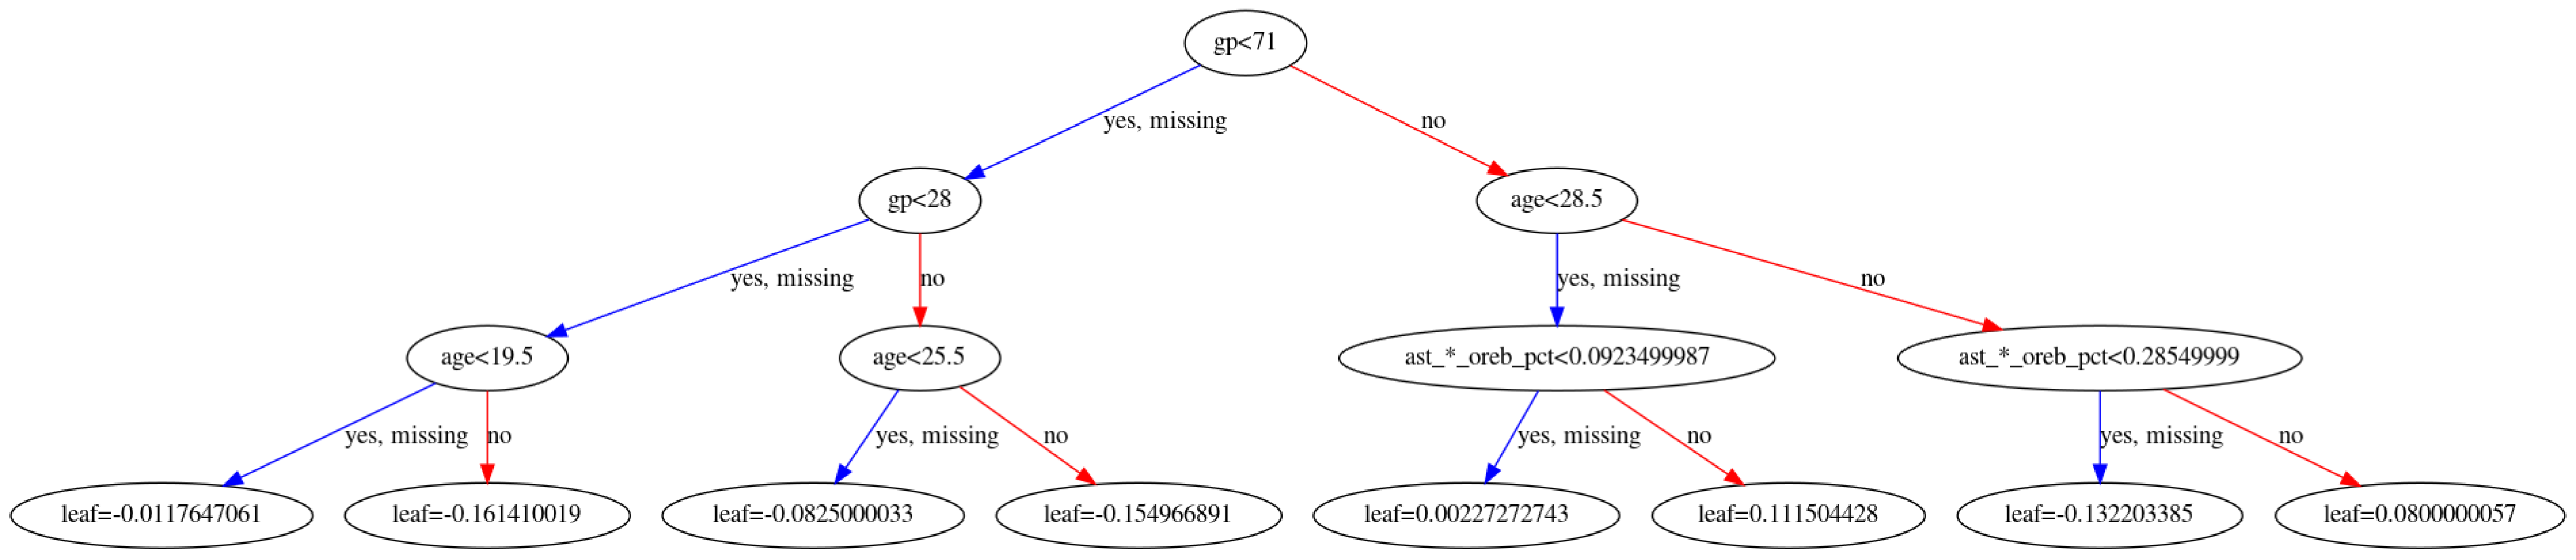 gp<71
yes, missing
no
gp<28
age<28.5
yes, missing
no
yes, missing
no
age<19.5
age<25.5
ast_*_oreb_pct<0.0923499987
ast_*_oreb_pct<0.28549999
yes, missing
no
yes, missing
no
yes, missing
no
yes, missing
no
leaf=-0.0117647061
leaf=-0.161410019
leaf=-0.0825000033
leaf=-0.154966891
leaf=0.00227272743
leaf=0.111504428
leaf=-0.132203385
leaf=0.0800000057